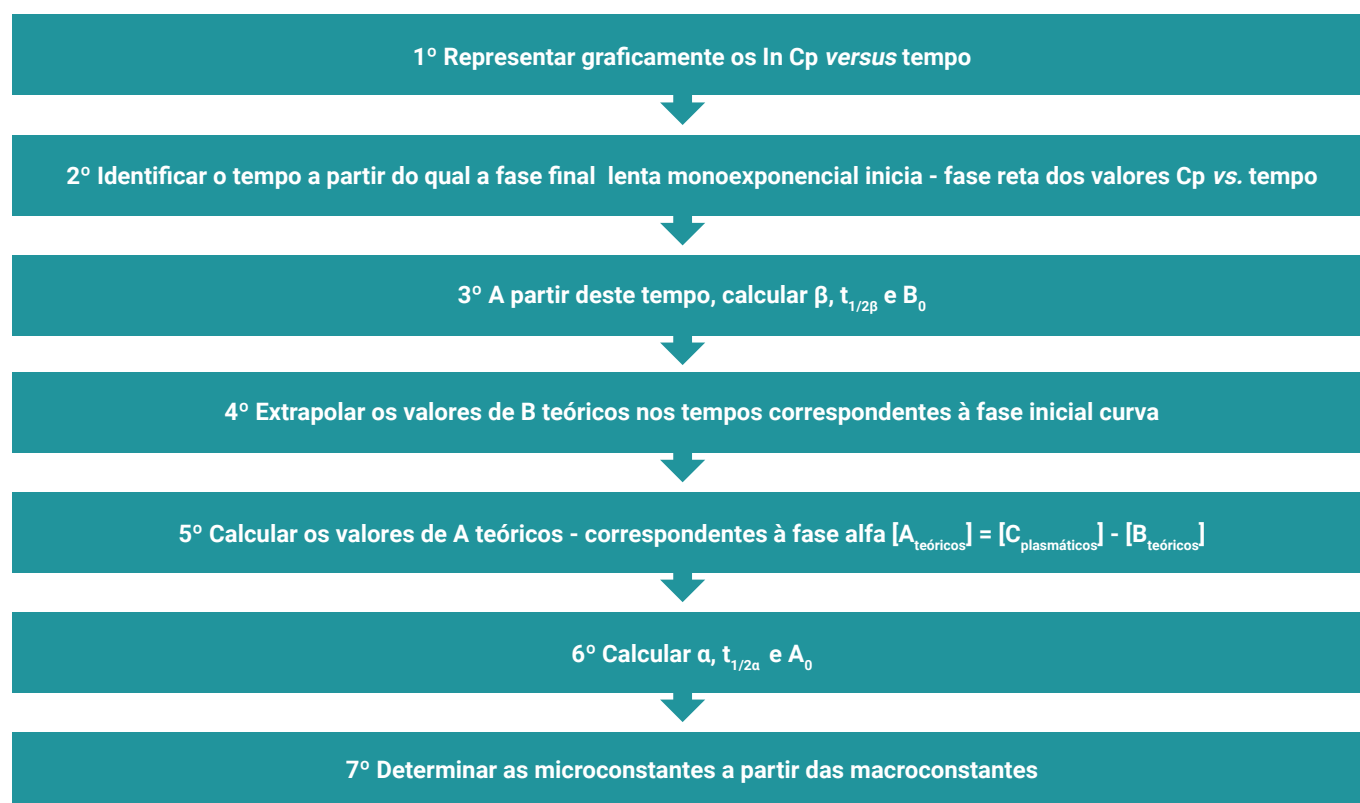 1º Representar graficamente os In Cp versus tempo
2º Identificar o tempo a partir do qual a fase final lenta monoexponencial inicia - fase reta dos valores Cp vs. tempo
3º A partir deste tempo, calcular β, t1/2β e B0
4º Extrapolar os valores de B teóricos nos tempos correspondentes à fase inicial curva
5º Calcular os valores de A teóricos - correspondentes à fase alfa [Ateóricos] = [Cplasmáticos] - [Bteóricos]
6º Calcular α, t1/2α e A0
7º Determinar as microconstantes a partir das macroconstantes